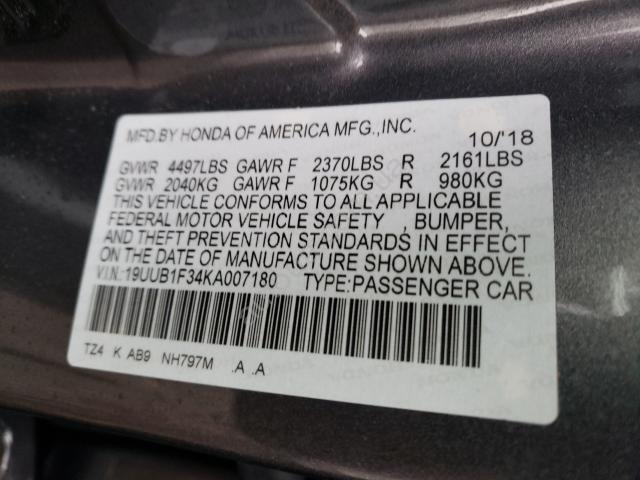 MFD.BY HONDA OF AMERICA MFG.,INC. 10/'18
GVWR 4497LBS GAWR F 2370LBS R 2161LBS
GVWR 2040KG GAWR F 1075KG R 980KG
THIS VEHICLE CONFORMS TO ALL APPLICABLE
FEDERAL MOTOR VEHICLE SAFETY , BUMPER,
AND THEFT PREVENTION STANDARDS IN EFFECT
ON THE DATE OF MANUFACTURE SHOWN ABOVE.
V.I.N.:19UUB1F34KA007180 TYPE:PASSENGER CAR
TZ4 K AB9 NH797M .A .A